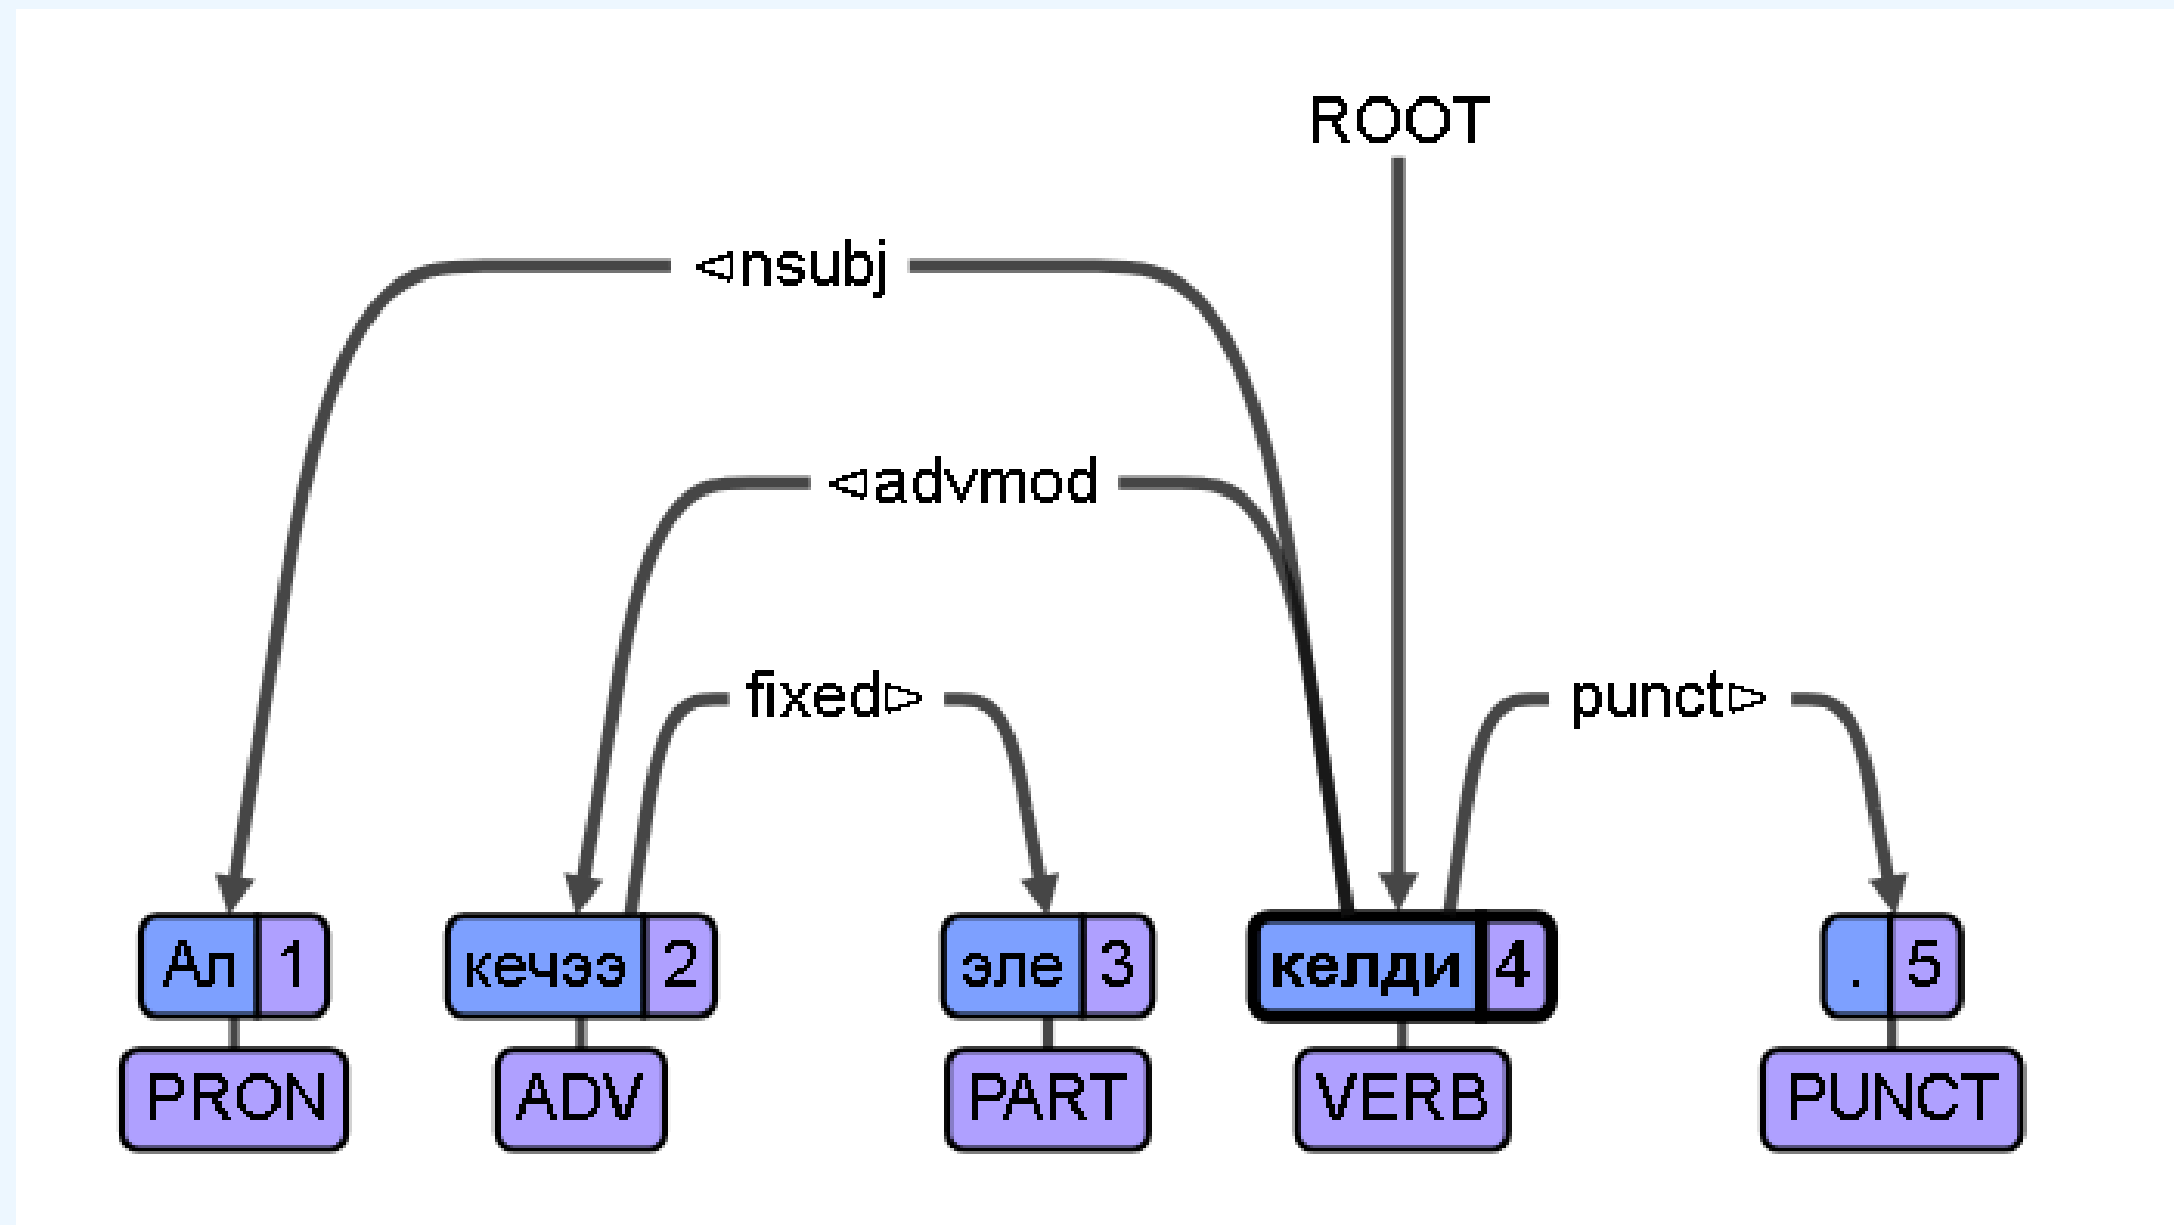 ROOT
◁nsubj
◁advmod
fixed▷ punct▷
Ал 1 кечээ 2 эле 3 келди 4 . 5
PRON ADV PART VERB PUNCT